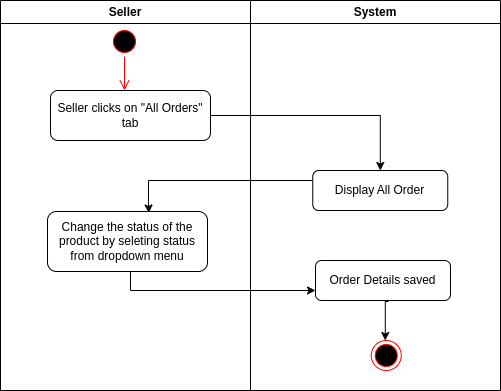 Seller
System
Seller clicks on "All Orders"
tab
Display All Order
Change the status of the
product by seleting status
from dropdown menu
Order Details saved